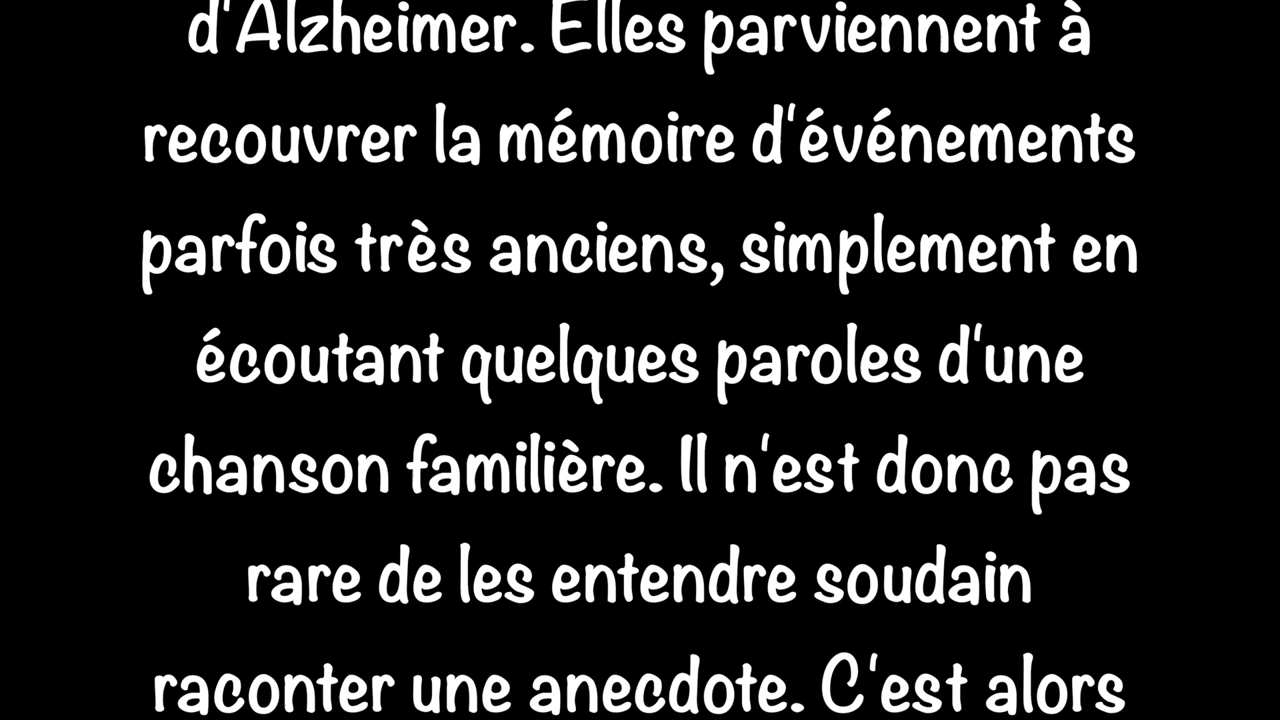 d'Alzheimer. Elles parviennent à
recouvrer la mémoire d'événements
parfois très anciens, simplement en
écoutant quelques paroles d'une
chanson familière. Il n'est donc pas
rare de les entendre soudain
raconter une anecdote. C'est alors